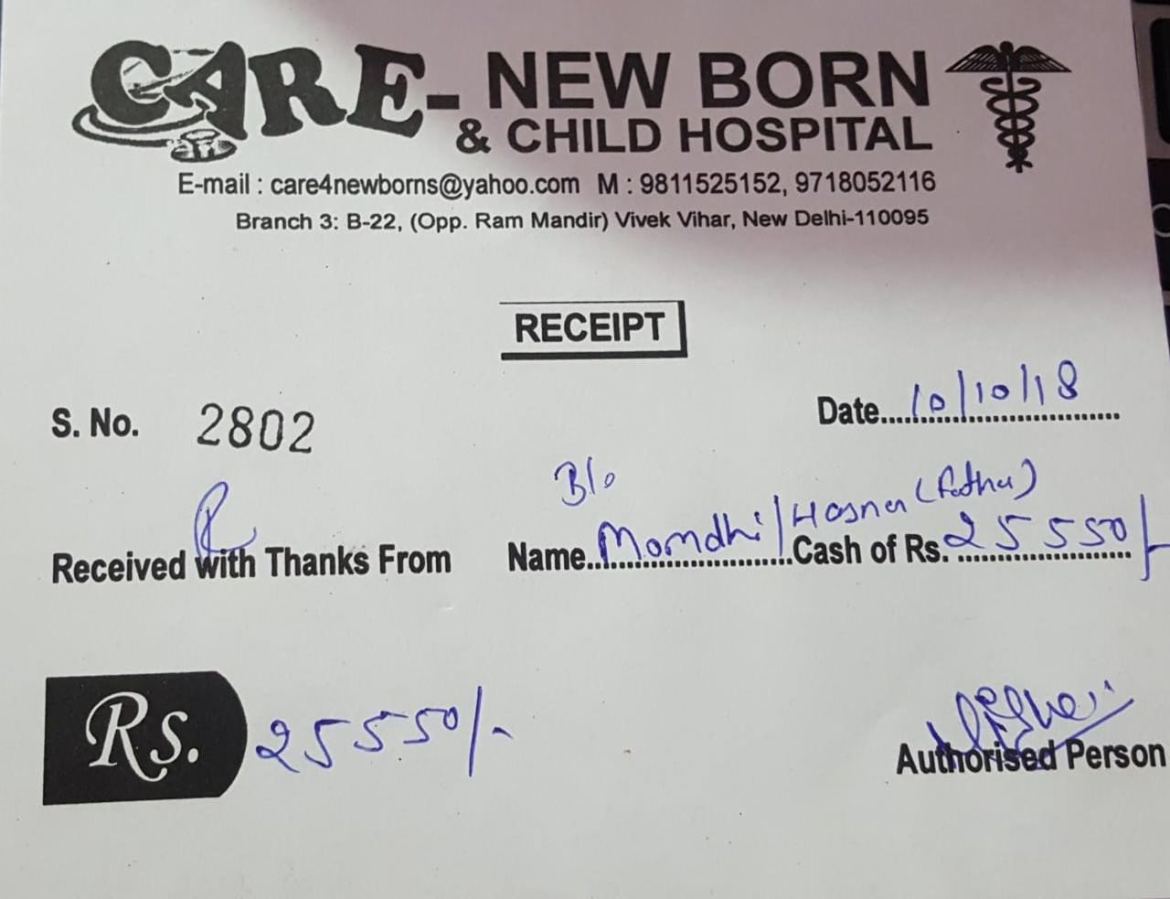 CARE- NEW BORN
& CHILD HOSPITAL
E-mail : care4newborns@yahoo.com M : 9811525152, 9718052116
Branch 3: B-22, (Opp. Ram Mandir) Vivek Vihar, New Delhi-110095
RECEIPT
S. No. 2802 Date....10/10/18
B/o
Received with Thanks From Name..Momdhi/Hasner (Father) Cash of Rs. 25550/-
Rs. 25550/-
Authorised Person